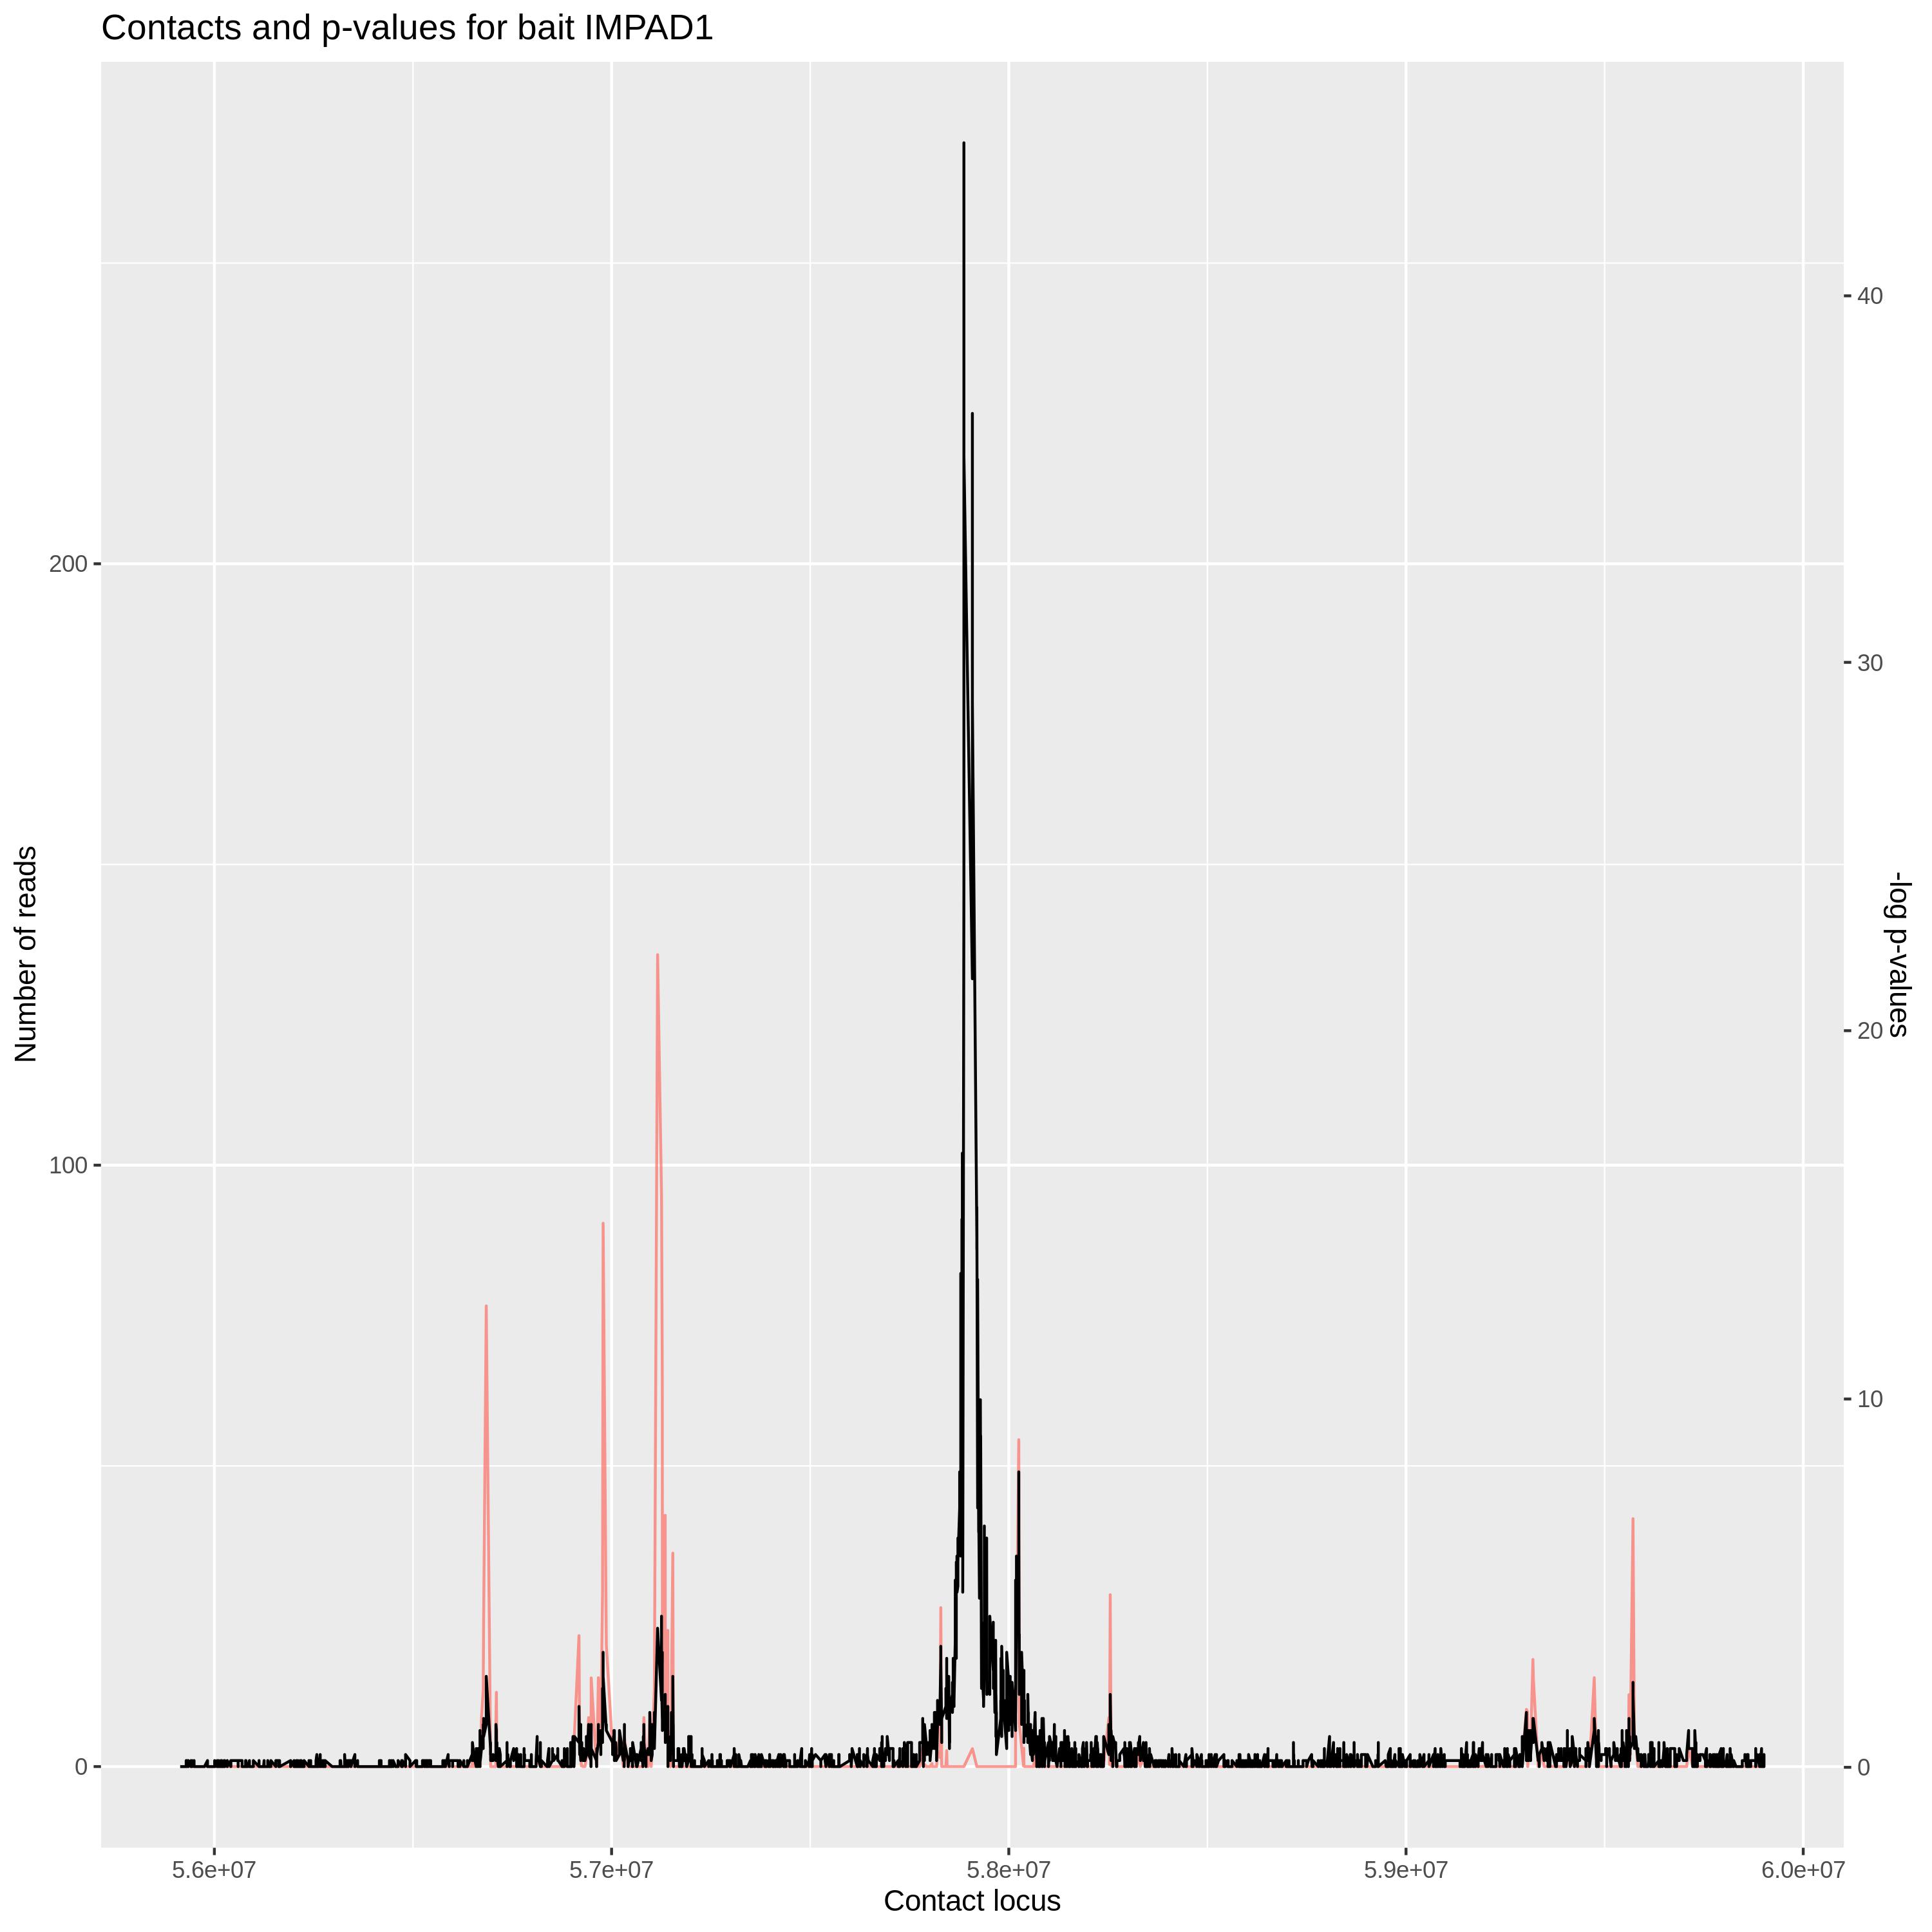 Contacts and p-values for bait IMPAD1
Number of reads
200
100
0
40
30
20
10
0
-log p-values
5.6e+07 5.7e+07 5.8e+07 5.9e+07 6.0e+07
Contact locus